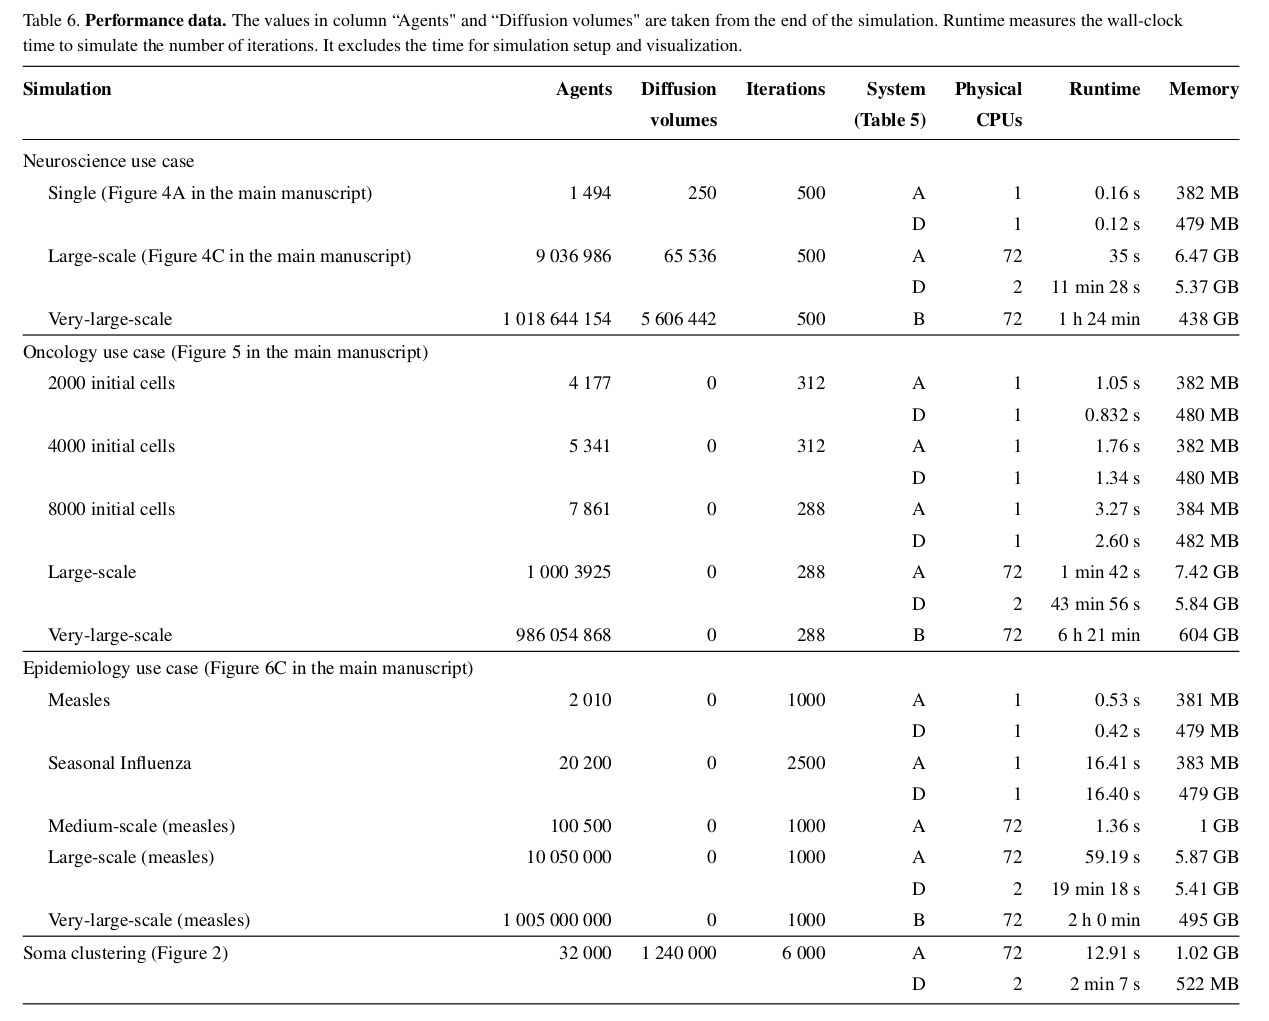 Table 6. Performance data. The values in column “Agents" and “Diffusion volumes" are taken from the end of the simulation. Runtime measures the wall-clock
time to simulate the number of iterations. It excludes the time for simulation setup and visualization.
Simulation Agents Diffusion Iterations System Physical Runtime Memory
volumes (Table 5) CPUs
Neuroscience use case
Single (Figure 4A in the main manuscript) 1 494 250 500 A 1 0.16 s 382 MB
D 1 0.12 s 479 MB
Large-scale (Figure 4C in the main manuscript) 9 036 986 65 536 500 A 72 35 s 6.47 GB
D 2 11 min 28 s 5.37 GB
Very-large-scale 1 018 644 154 5 606 442 500 B 72 1 h 24 min 438 GB
Oncology use case (Figure 5 in the main manuscript)
2000 initial cells 4 177 0 312 A 1 1.05 s 382 MB
D 1 0.832 s 480 MB
4000 initial cells 5 341 0 312 A 1 1.76 s 382 MB
D 1 1.34 s 480 MB
8000 initial cells 7 861 0 288 A 1 3.27 s 384 MB
D 1 2.60 s 482 MB
Large-scale 1 000 3925 0 288 A 72 1 min 42 s 7.42 GB
D 2 43 min 56 s 5.84 GB
Very-large-scale 986 054 868 0 288 B 72 6 h 21 min 604 GB
Epidemiology use case (Figure 6C in the main manuscript)
Measles 2 010 0 1000 A 1 0.53 s 381 MB
D 1 0.42 s 479 MB
Seasonal Influenza 20 200 0 2500 A 1 16.41 s 383 MB
D 1 16.40 s 479 GB
Medium-scale (measles) 100 500 0 1000 A 72 1.36 s 1 GB
Large-scale (measles) 10 050 000 0 1000 A 72 59.19 s 5.87 GB
D 2 19 min 18 s 5.41 GB
Very-large-scale (measles) 1 005 000 000 0 1000 B 72 2 h 0 min 495 GB
Soma clustering (Figure 2) 32 000 1 240 000 6 000 A 72 12.91 s 1.02 GB
D 2 2 min 7 s 522 MB